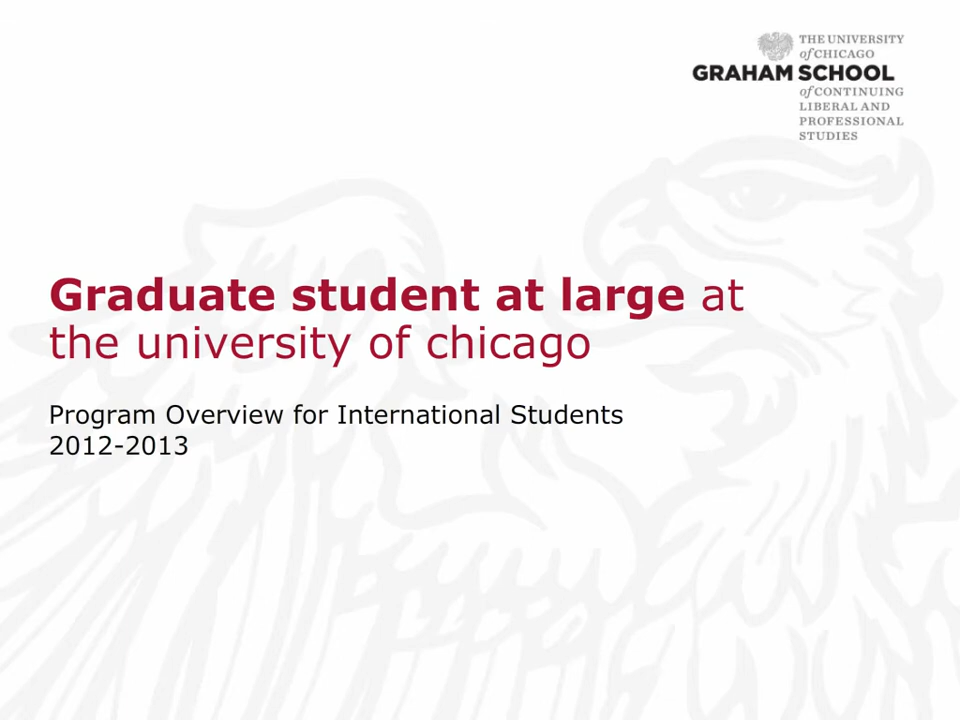 THE UNIVERSITY
of CHICAGO
GRAHAM SCHOOL
of CONTINUING
LIBERAL AND
PROFESSIONAL
STUDIES
Graduate student at large at
the university of chicago
Program Overview for International Students
2012-2013